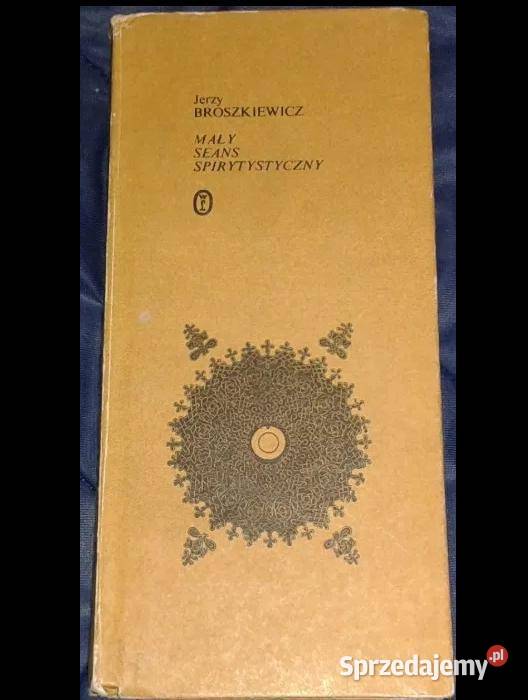 Jerzy
BROSZKIEWICZ
MAŁY
SEANS
SPIRYTYSTYCZNY
Sprzedajemy.pl